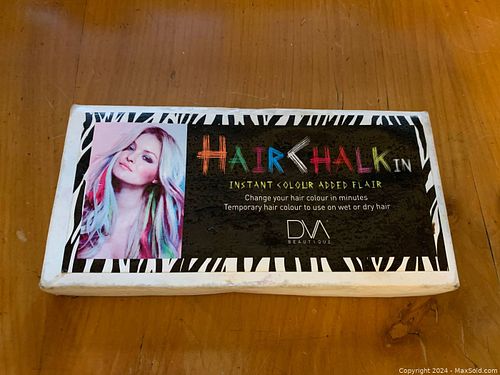 HAIRCHALKIN
INSTANT COLOUR ADDED FLAIR
Change your hair colour in minutes
Temporary hair colour to use on wet or dry hair
DVA
BEAUTIQUE
Copyright 2024 - MaxSold.com